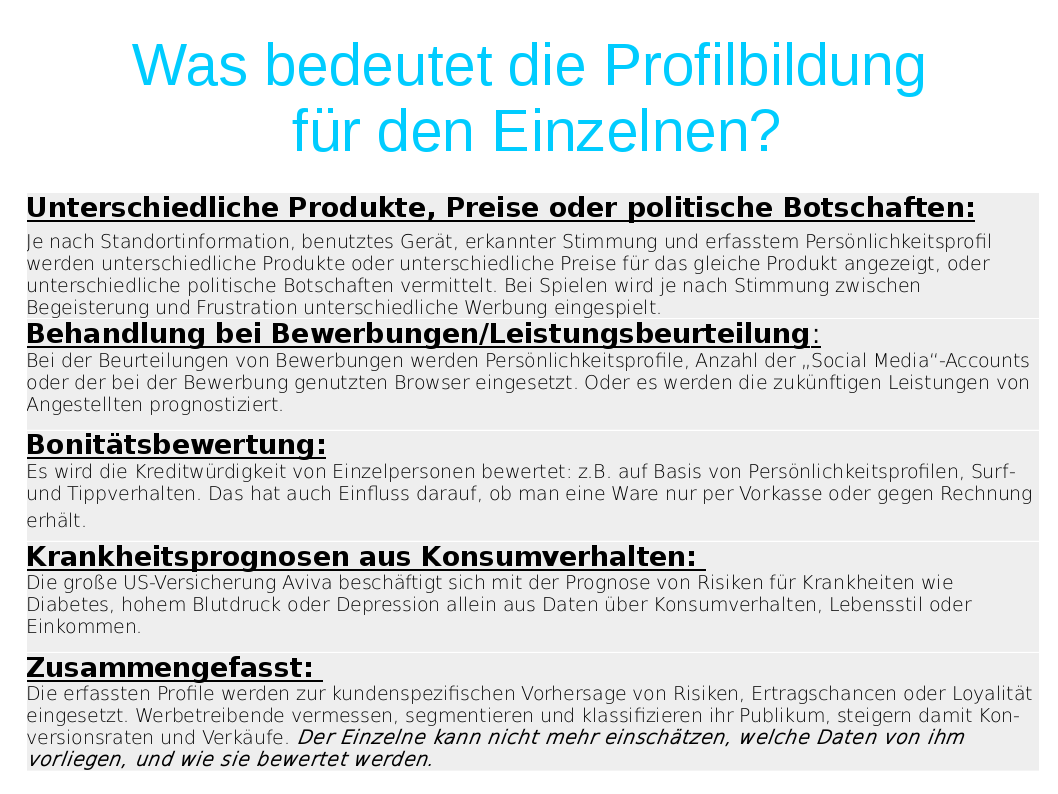 Was bedeutet die Profilbildung
für den Einzelnen?
Unterschiedliche Produkte, Preise oder politische Botschaften:
Je nach Standortinformation, benutztes Gerät, erkannter Stimmung und erfasstem Persönlichkeitsprofil
werden unterschiedliche Produkte oder unterschiedliche Preise für das gleiche Produkt angezeigt, oder
unterschiedliche politische Botschaften vermittelt. Bei Spielen wird je nach Stimmung zwischen
Begeisterung und Frustration unterschiedliche Werbung eingespielt.
Behandlung bei Bewerbungen/Leistungsbeurteilung:
Bei der Beurteilungen von Bewerbungen werden Persönlichkeitsprofile, Anzahl der „Social Media“-Accounts
oder der bei der Bewerbung genutzten Browser eingesetzt. Oder es werden die zukünftigen Leistungen von
Angestellten prognostiziert.
Bonitätsbewertung:
Es wird die Kreditwürdigkeit von Einzelpersonen bewertet: z.B. auf Basis von Persönlichkeitsprofilen, Surf-
und Tippverhalten. Das hat auch Einfluss darauf, ob man eine Ware nur per Vorkasse oder gegen Rechnung
erhält.
Krankheitsprognosen aus Konsumverhalten:
Die große US-Versicherung Aviva beschäftigt sich mit der Prognose von Risiken für Krankheiten wie
Diabetes, hohem Blutdruck oder Depression allein aus Daten über Konsumverhalten, Lebensstil oder
Einkommen.
Zusammengefasst:
Die erfassten Profile werden zur kundenspezifischen Vorhersage von Risiken, Ertragschancen oder Loyalität
eingesetzt. Werbetreibende vermessen, segmentieren und klassifizieren ihr Publikum, steigern damit Kon-
versionsraten und Verkäufe. Der Einzelne kann nicht mehr einschätzen, welche Daten von ihm
vorliegen, und wie sie bewertet werden.